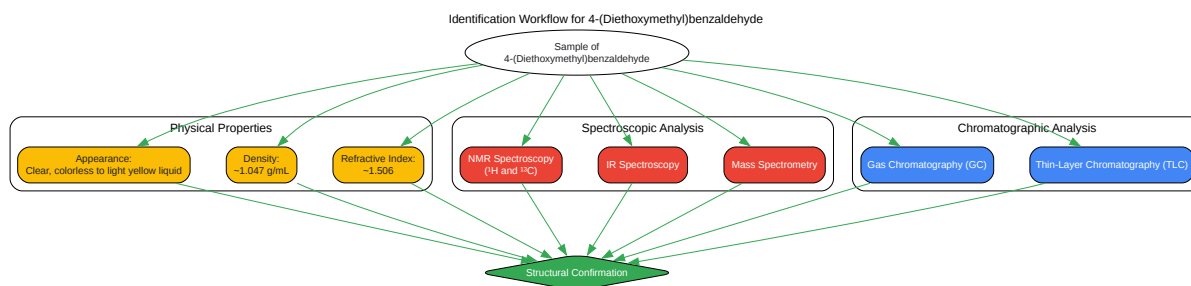 Identification Workflow for 4-(Diethoxymethyl)benzaldehyde
Sample of
4-(Diethoxymethyl)benzaldehyde
Physical Properties
Appearance:
Clear, colorless to light yellow liquid
Density:
~1.047 g/mL
Refractive Index:
~1.506
Spectroscopic Analysis
NMR Spectroscopy
(¹H and ¹³C)
IR Spectroscopy
Mass Spectrometry
Chromatographic Analysis
Gas Chromatography (GC)
Thin-Layer Chromatography (TLC)
Structural Confirmation